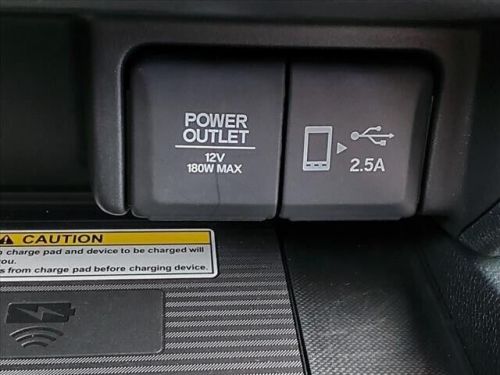 POWER
OUTLET
12V
180W MAX
2.5A
CAUTION
charge pad and device to be charged will
you.
s from charge pad before charging device.